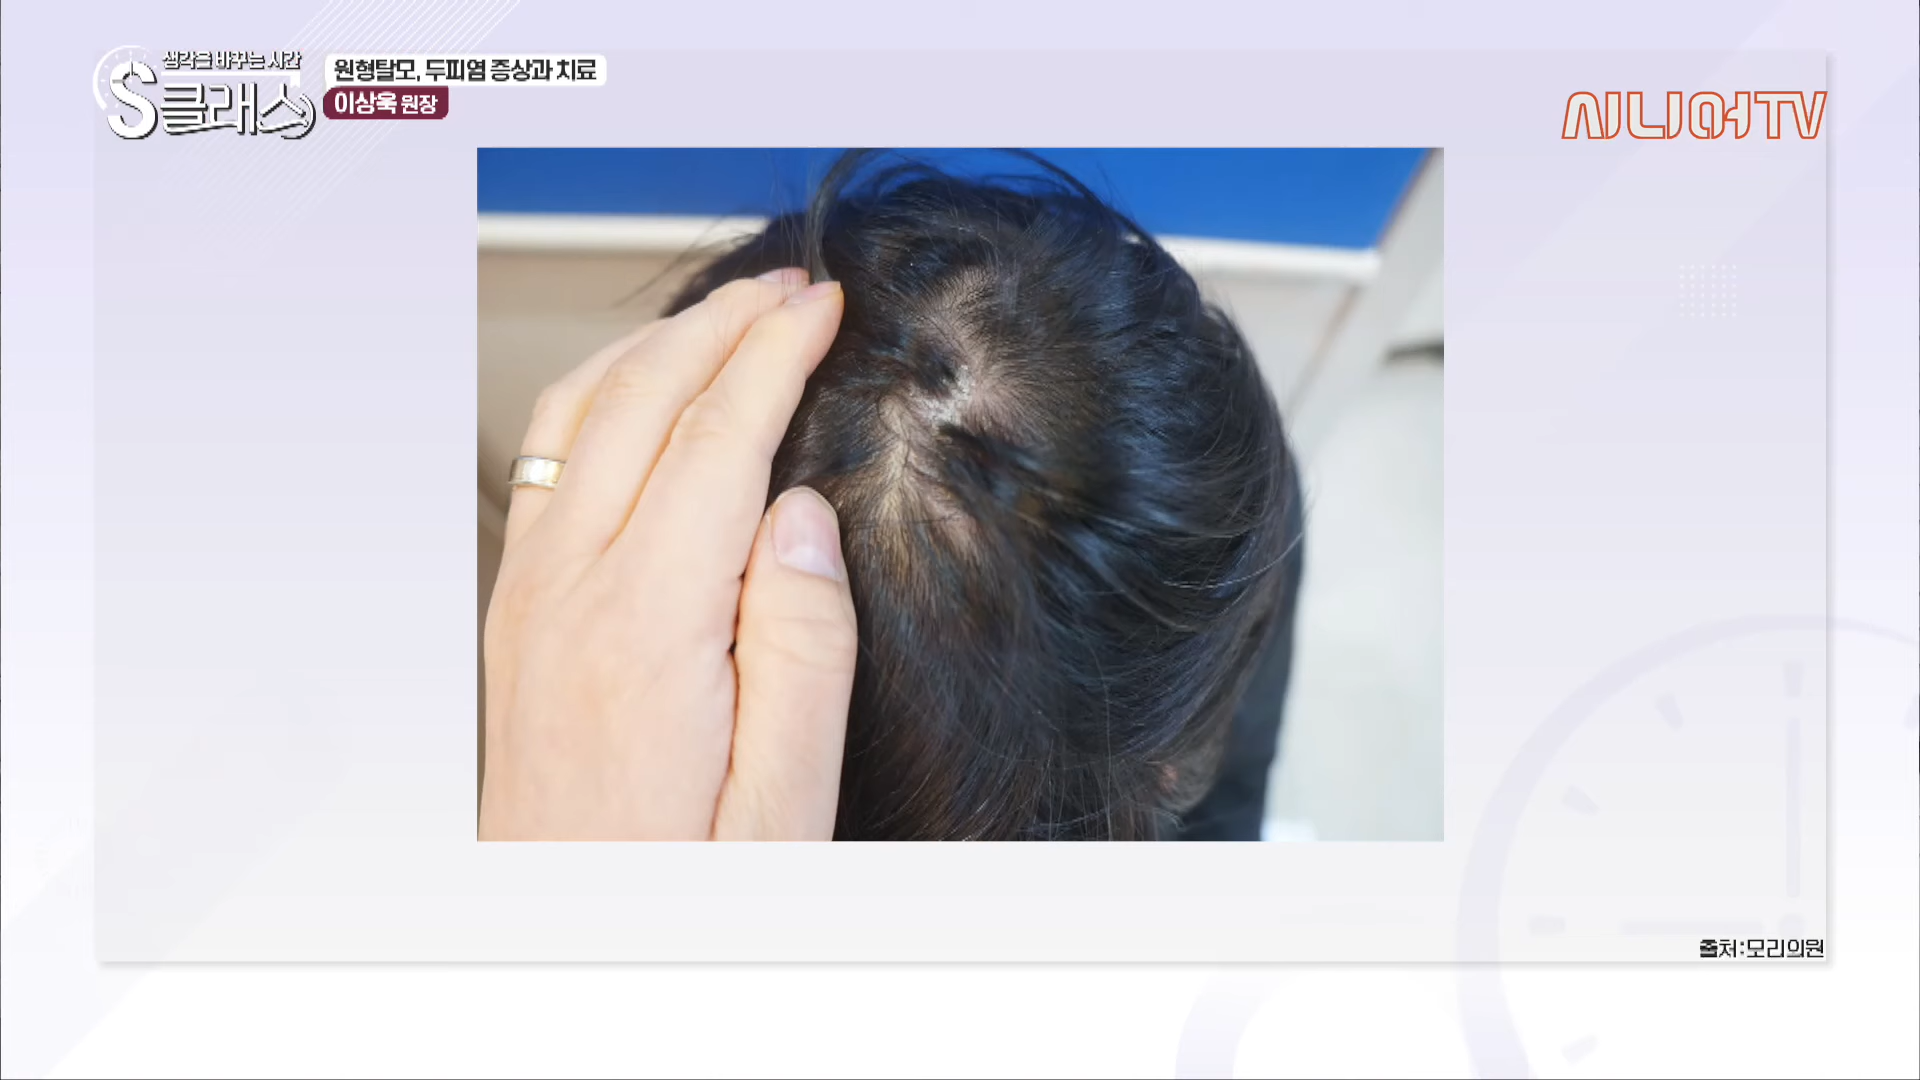 생각을 바꾸는 시간
S클래스
원형탈모, 두피염 증상과 치료
이상욱 원장
시니어TV
출처:모리의원